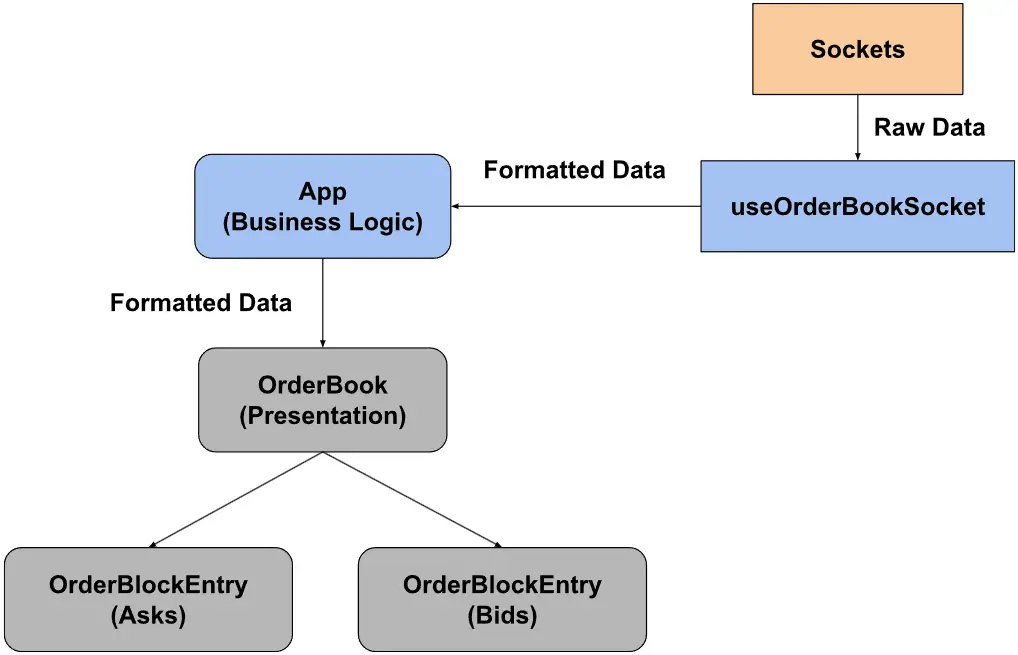 Sockets
Raw Data
Formatted Data
useOrderBookSocket
App
(Business Logic)
Formatted Data
OrderBook
(Presentation)
OrderBlockEntry
(Asks)
OrderBlockEntry
(Bids)